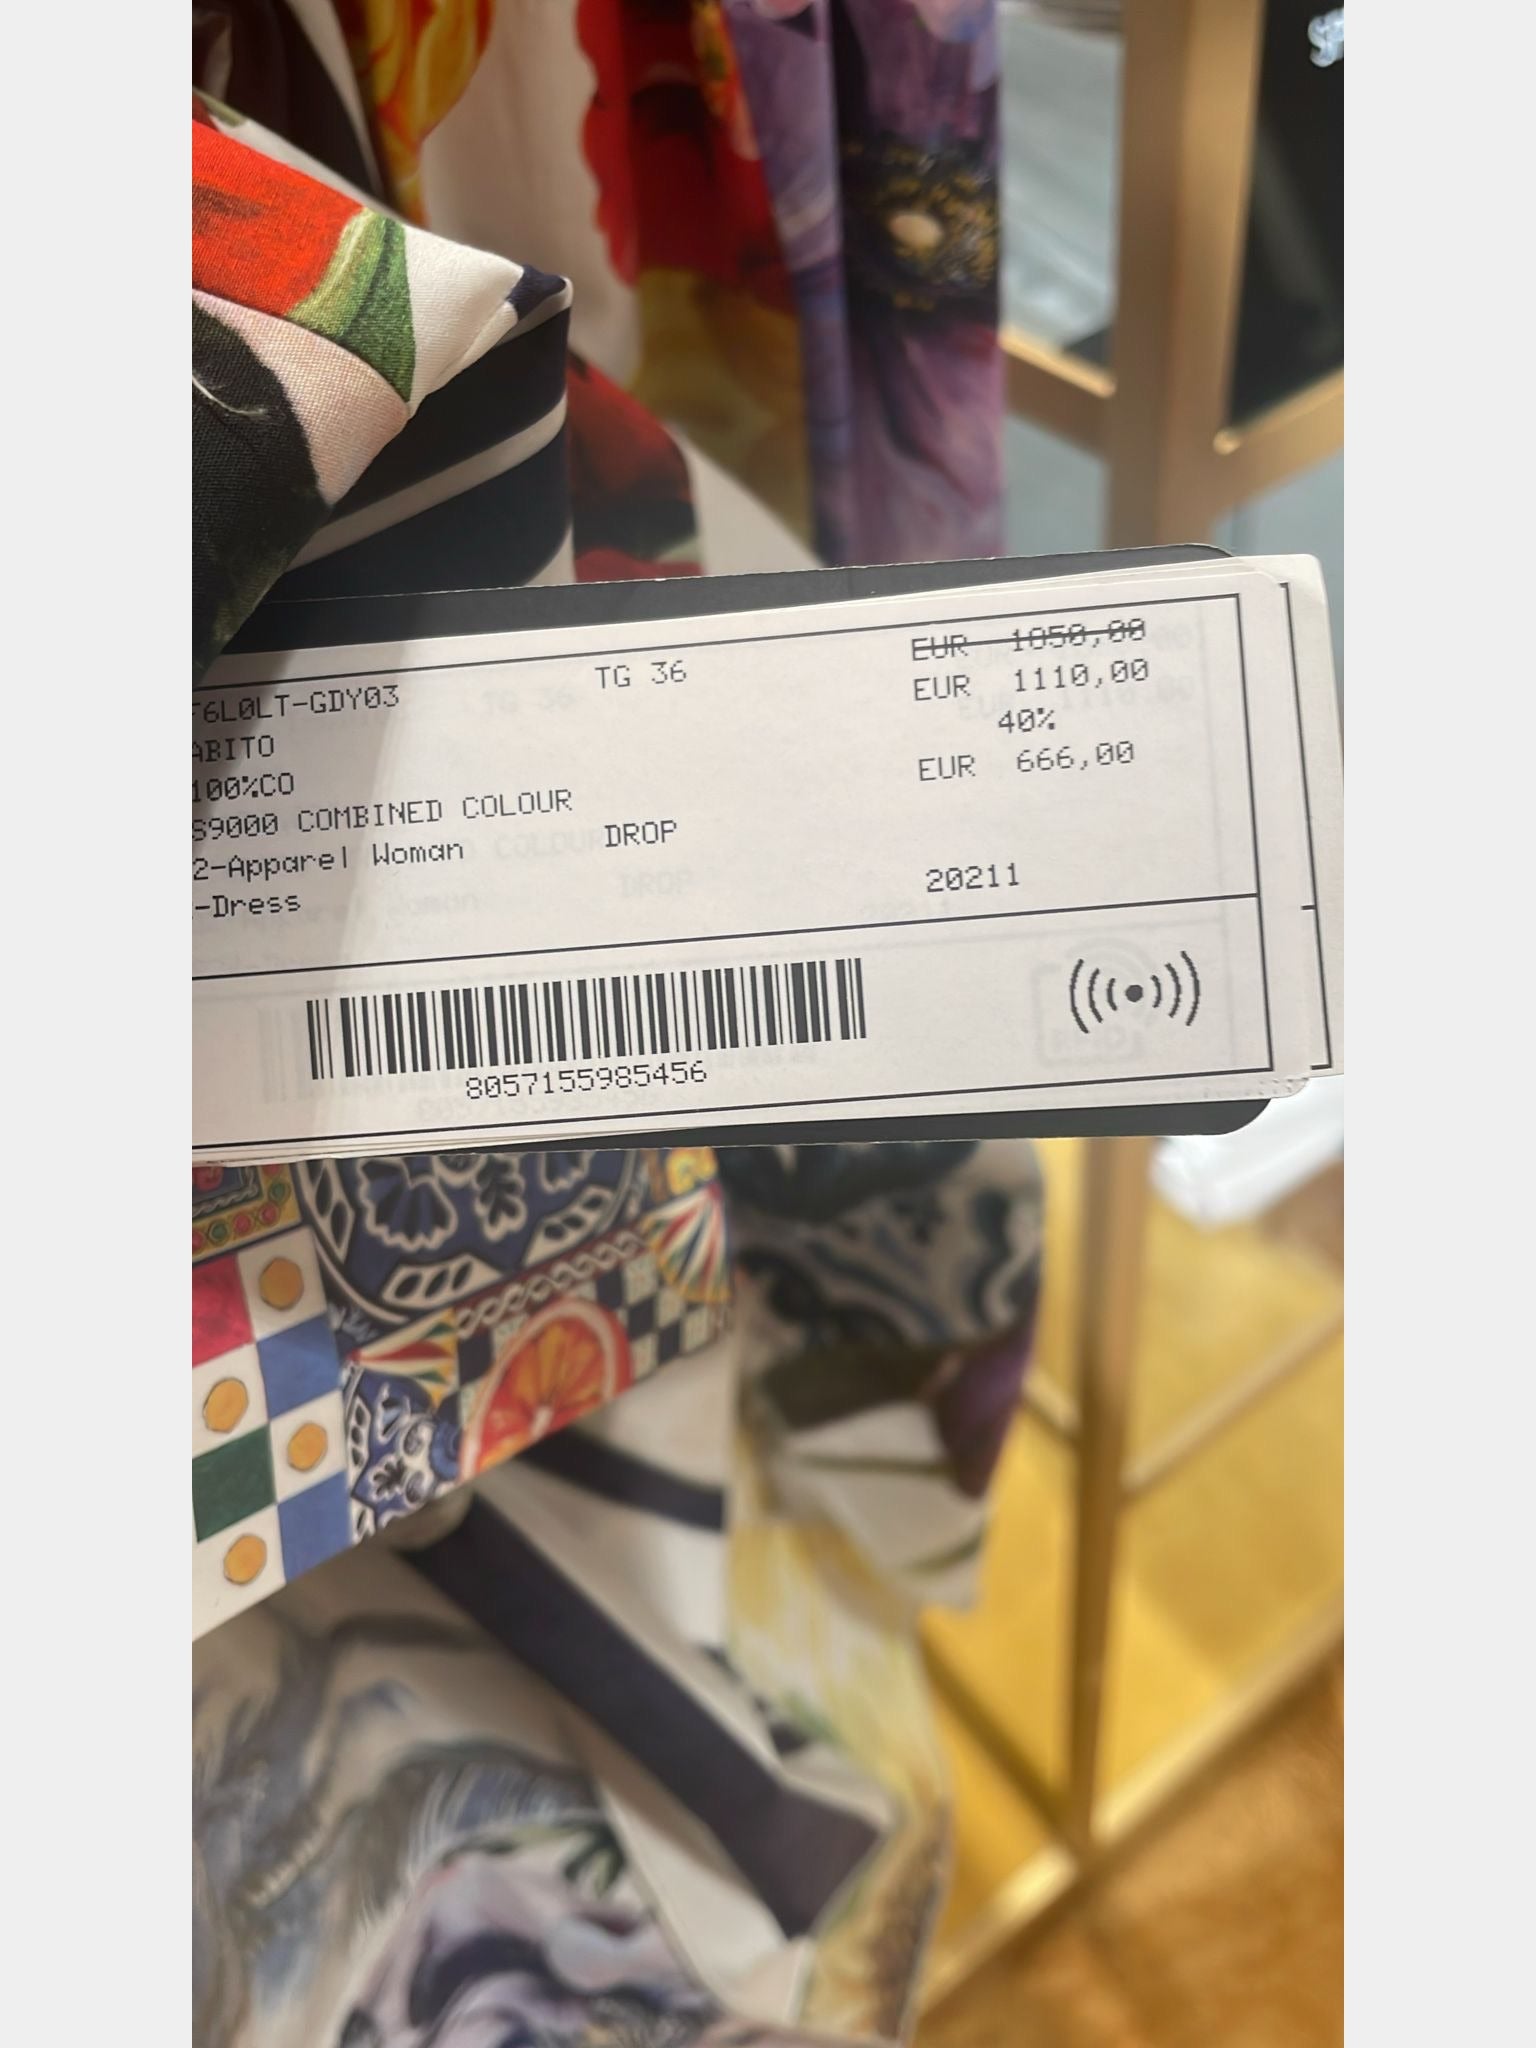 F6L0LT-GDY03 TG 36 EUR 1050,00
EUR 1110,00
ABITO 40%
100%CO EUR 666,00
S9000 COMBINED COLOUR
2-Apparel Woman DROP
-Dress 20211
8057155985456